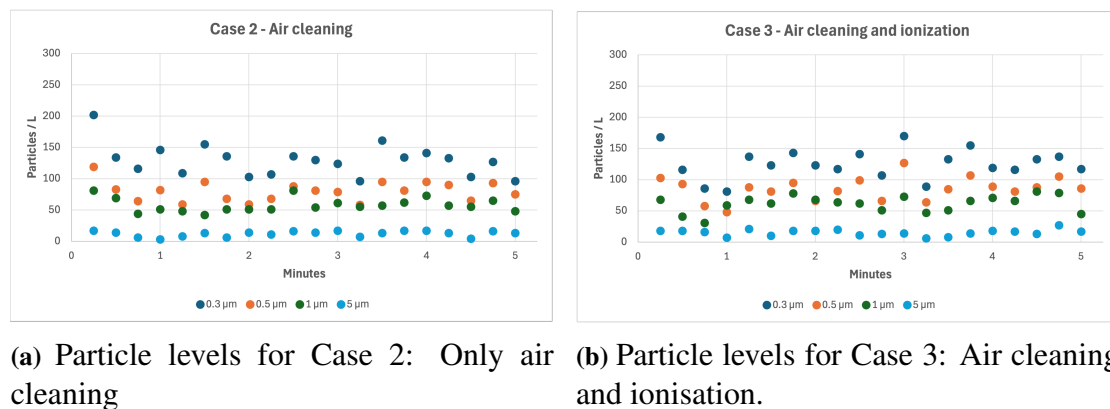 Case 2 - Air cleaning
300
250
200
150
100
50
0
Particles / L
0 1 2 3 4 5
Minutes
0.3 µm 0.5 µm 1 µm 5 µm
(a) Particle levels for Case 2: Only air
cleaning
Case 3 - Air cleaning and ionization
300
250
200
150
100
50
0
Particles / L
0 1 2 3 4 5
Minutes
0.3 µm 0.5 µm 1 µm 5 µm
(b) Particle levels for Case 3: Air cleaning
and ionisation.